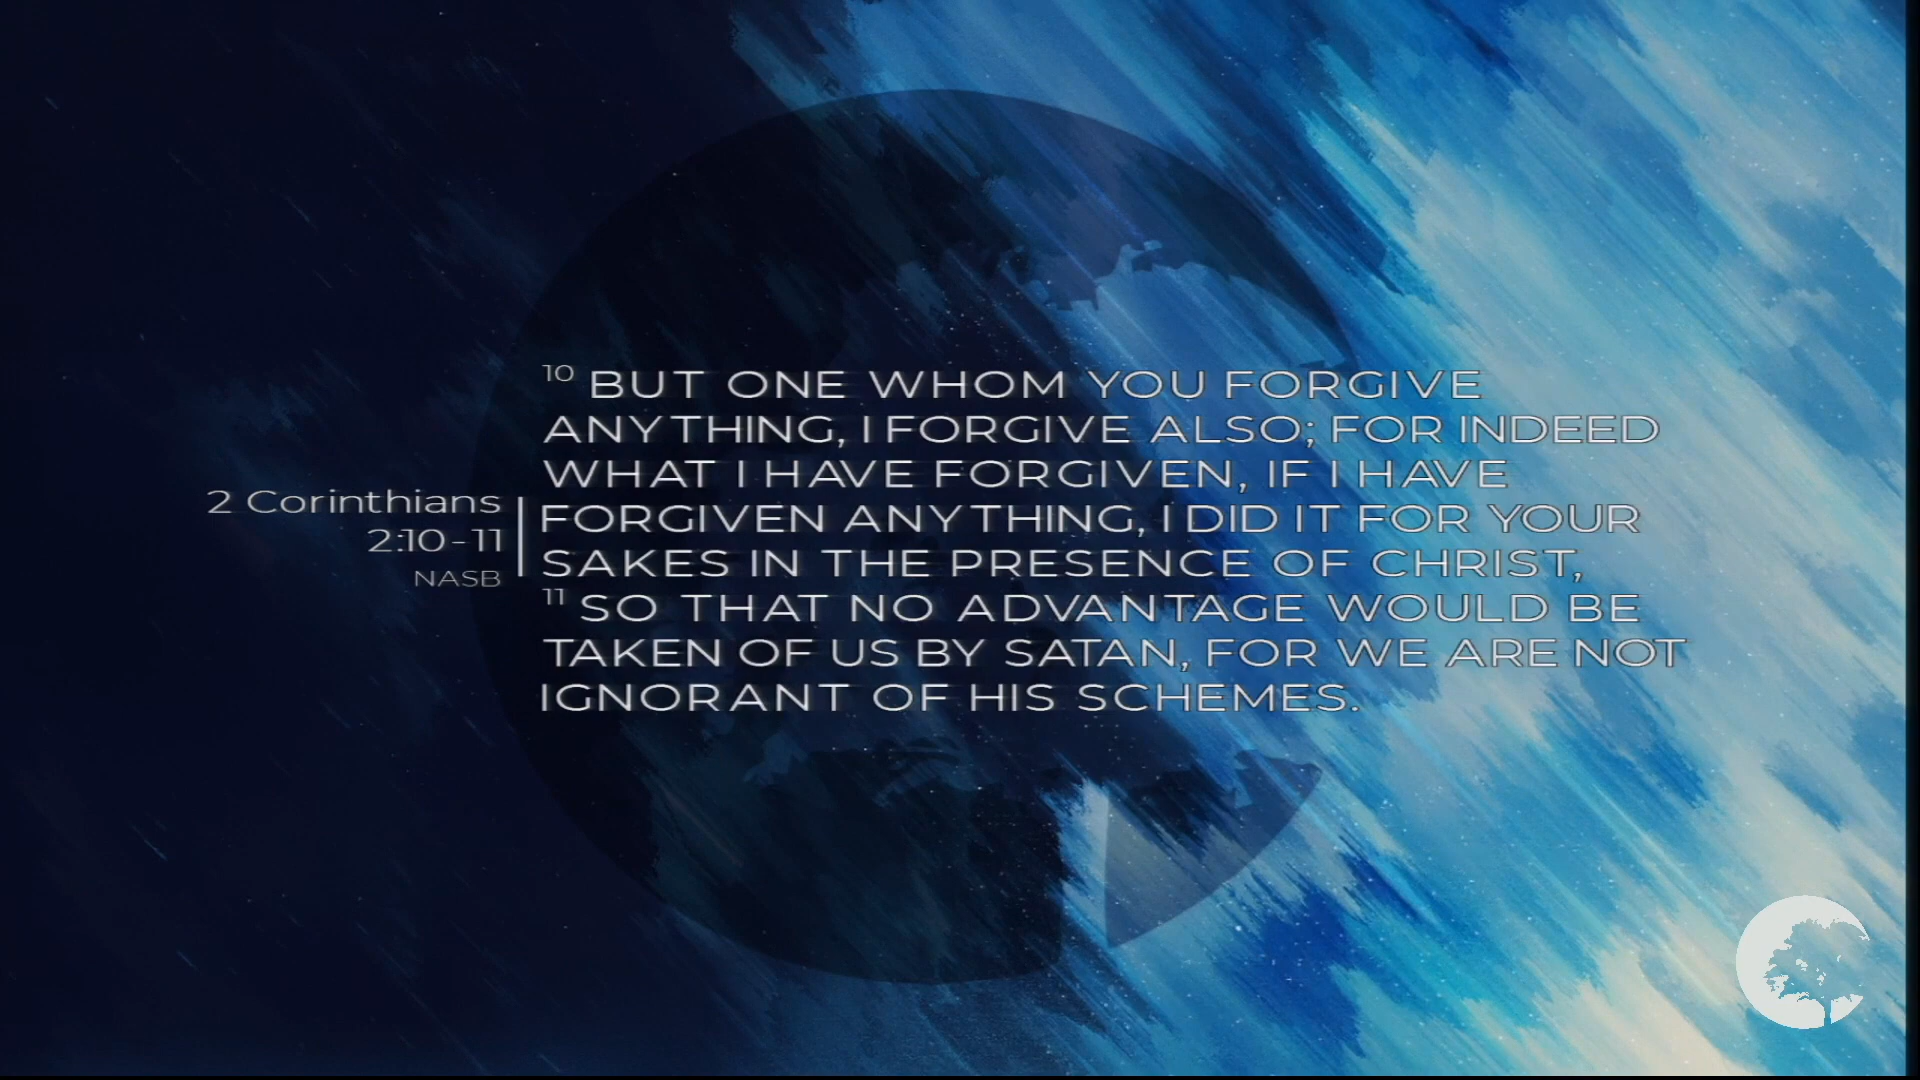 2 Corinthians
2:10-11
NASB
10 BUT ONE WHOM YOU FORGIVE
ANYTHING, I FORGIVE ALSO; FOR INDEED
WHAT I HAVE FORGIVEN, IF I HAVE
FORGIVEN ANYTHING, I DID IT FOR YOUR
SAKES IN THE PRESENCE OF CHRIST,
11 SO THAT NO ADVANTAGE WOULD BE
TAKEN OF US BY SATAN, FOR WE ARE NOT
IGNORANT OF HIS SCHEMES.